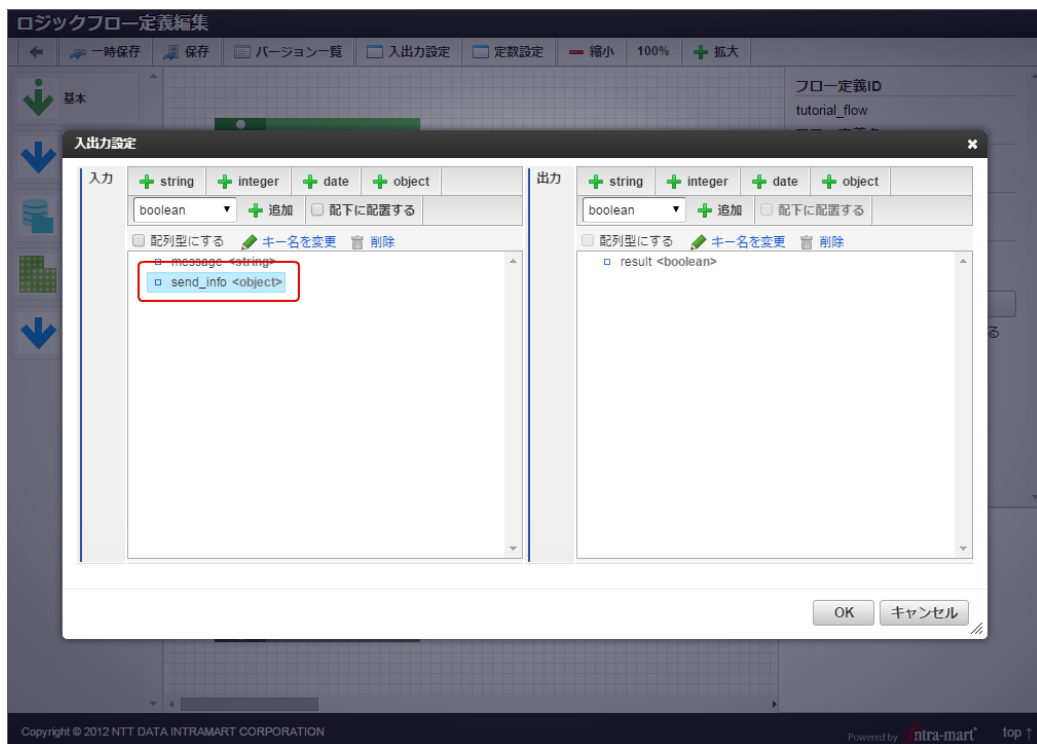 ロジックフロー定義編集
一時保存 保存 バージョン一覧 入出力設定 定数設定 縮小 100% 拡大
基本
フロー定義ID
tutorial_flow
入出力設定
入力
string integer date object
boolean 追加 配下に配置する
配列型にする キー名を変更 削除
message <string>
send_info <object>
出力
string integer date object
boolean 追加 配下に配置する
配列型にする キー名を変更 削除
result <boolean>
る
OK キャンセル
Copyright © 2012 NTT DATA INTRAMART CORPORATION
Powered by intra-mart top ↑